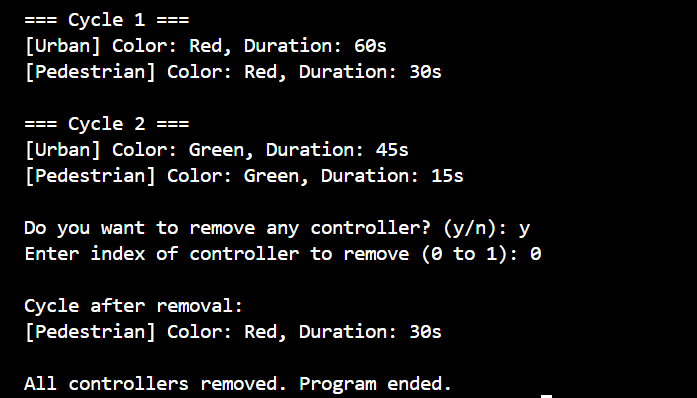 === Cycle 1 ===
[Urban] Color: Red, Duration: 60s
[Pedestrian] Color: Red, Duration: 30s
=== Cycle 2 ===
[Urban] Color: Green, Duration: 45s
[Pedestrian] Color: Green, Duration: 15s
Do you want to remove any controller? (y/n): y
Enter index of controller to remove (0 to 1): 0
Cycle after removal:
[Pedestrian] Color: Red, Duration: 30s
All controllers removed. Program ended.